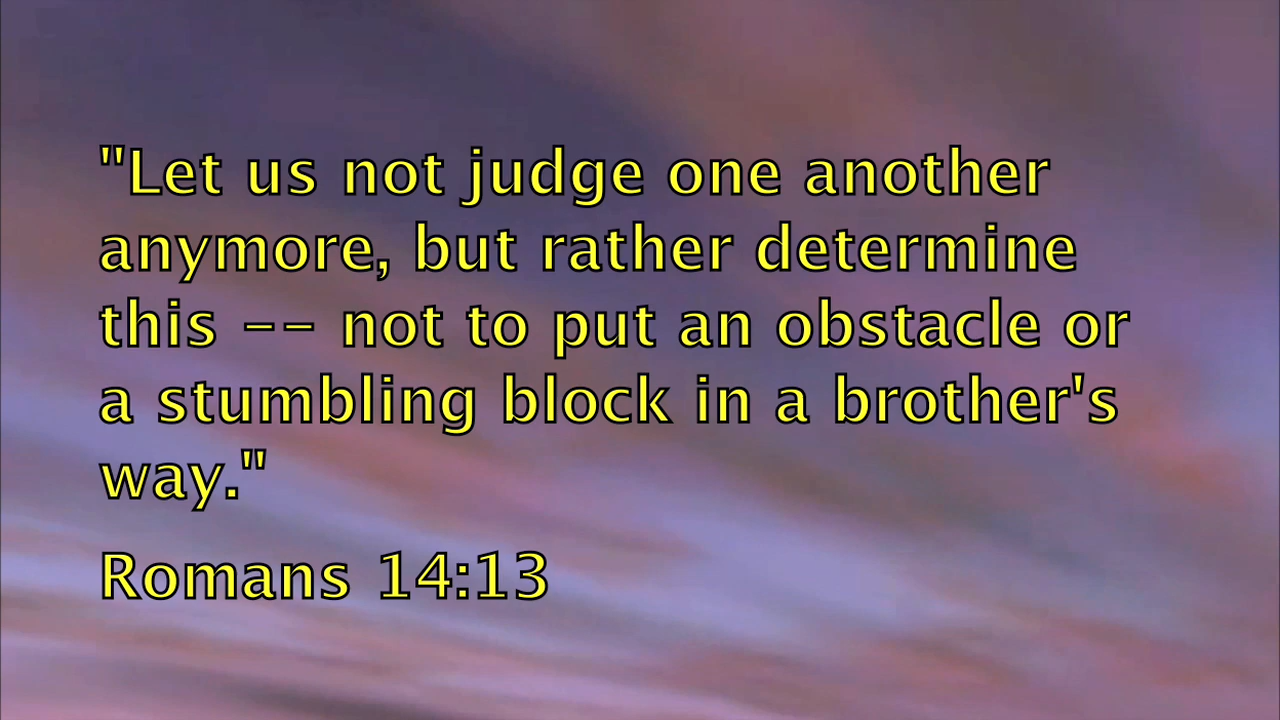 "Let us not judge one another
anymore, but rather determine
this -- not to put an obstacle or
a stumbling block in a brother's
way."
Romans 14:13